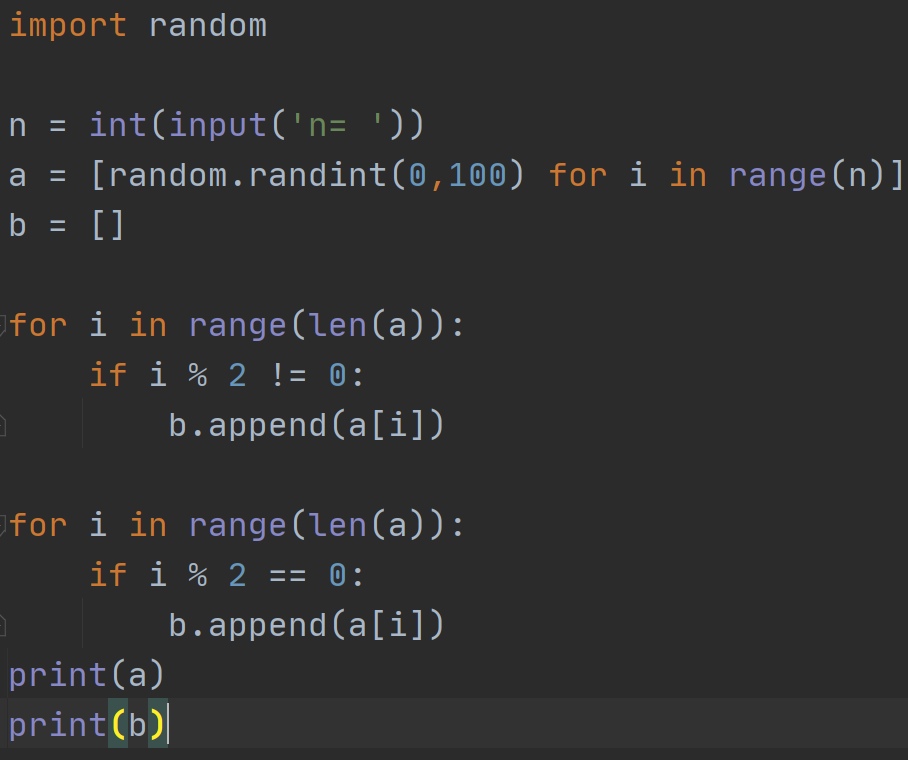 import random
n = int(input('n= '))
a = [random.randint(0,100) for i in range(n)]
b = []
for i in range(len(a)):
    if i % 2 != 0:
        b.append(a[i])
for i in range(len(a)):
    if i % 2 == 0:
        b.append(a[i])
print(a)
print(b)